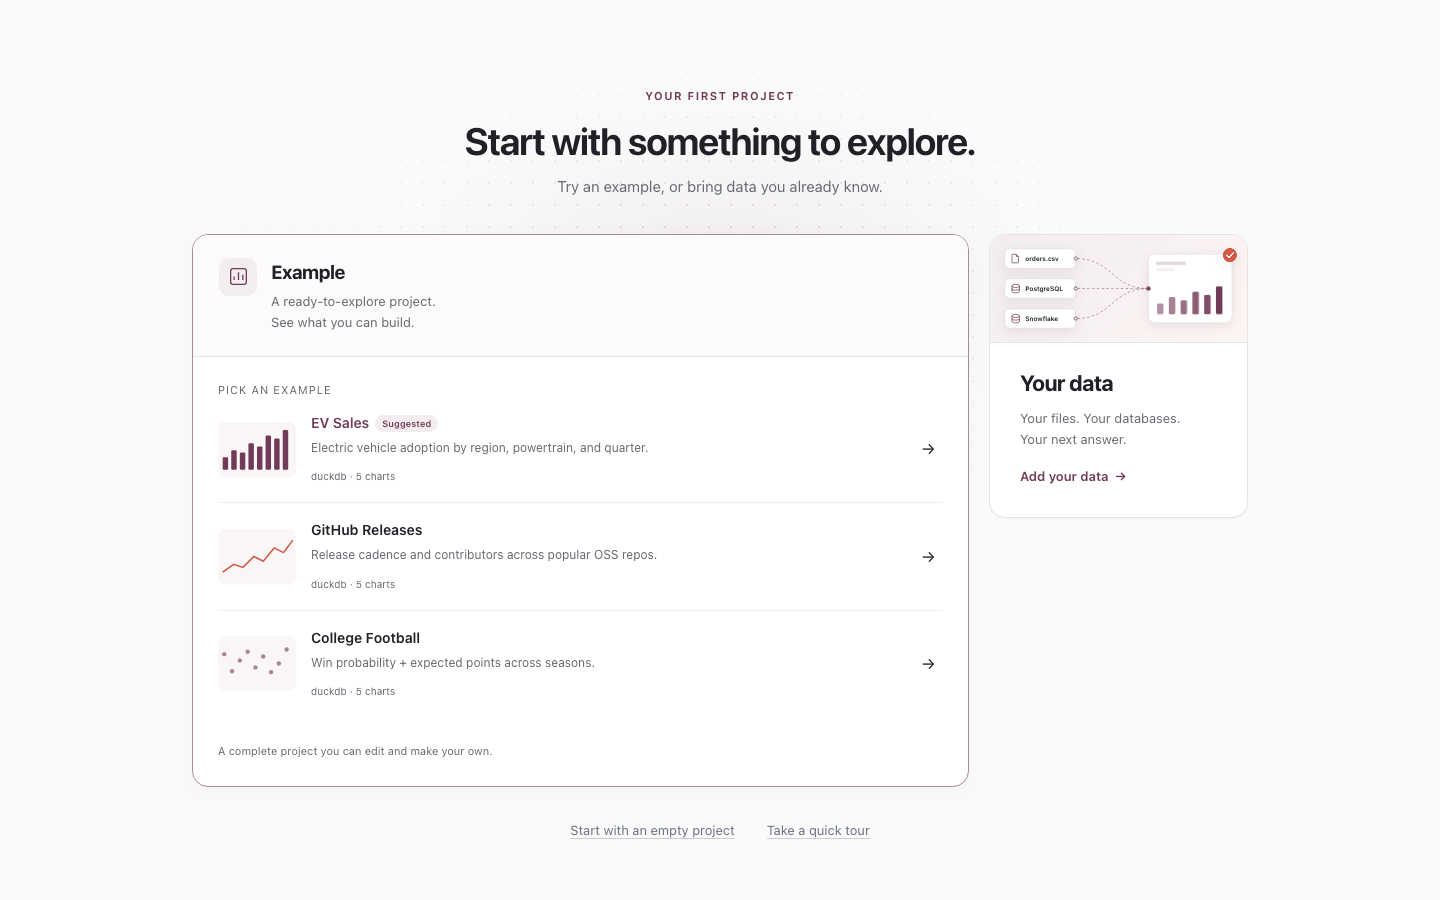 YOUR FIRST PROJECT
Start with something to explore.
Try an example, or bring data you already know.
Example
A ready-to-explore project.
See what you can build.
PICK AN EXAMPLE
EV Sales Suggested
Electric vehicle adoption by region, powertrain, and quarter.
duckdb · 5 charts
GitHub Releases
Release cadence and contributors across popular OSS repos.
duckdb · 5 charts
College Football
Win probability + expected points across seasons.
duckdb · 5 charts
A complete project you can edit and make your own.
orders.csv
PostgreSQL
Snowflake
Your data
Your files. Your databases.
Your next answer.
Add your data →
Start with an empty project
Take a quick tour